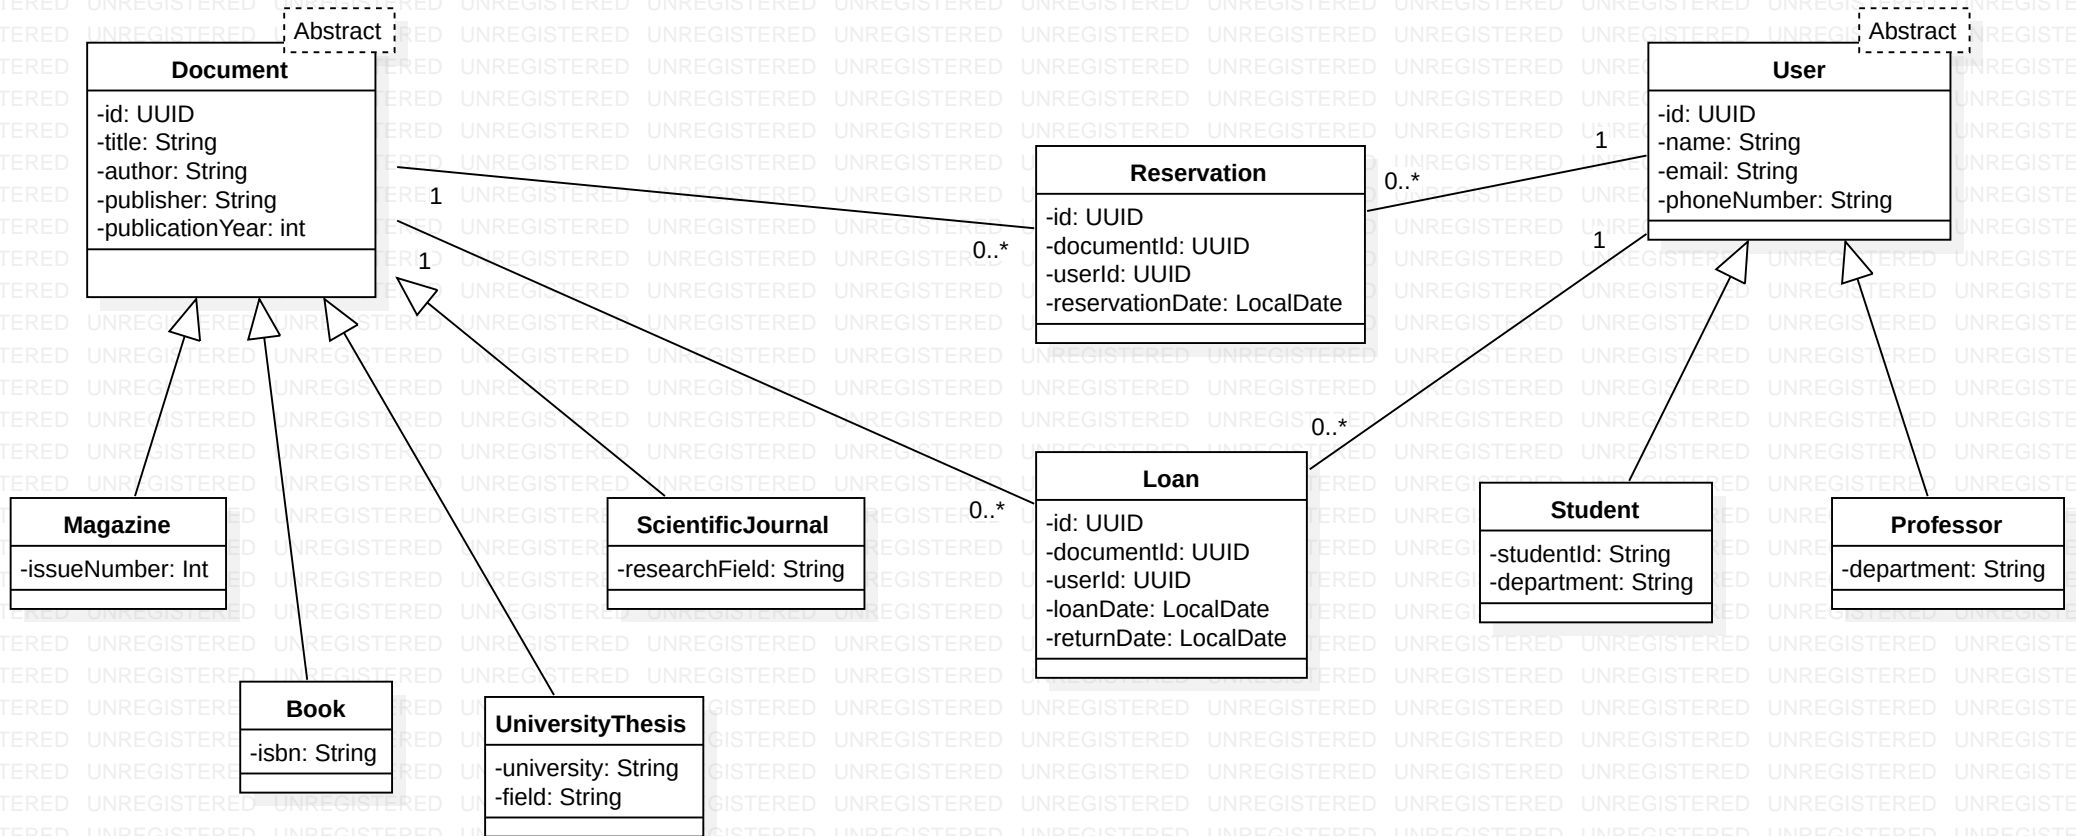 Abstract
Document
-id: UUID
-title: String
-author: String
-publisher: String
-publicationYear: int
1
0..*
1
0..*
Reservation
-id: UUID
-documentId: UUID
-userId: UUID
-reservationDate: LocalDate
0..*
1
Abstract
User
-id: UUID
-name: String
-email: String
-phoneNumber: String
1
0..*
Magazine
-issueNumber: Int
Book
-isbn: String
UniversityThesis
-university: String
-field: String
ScientificJournal
-researchField: String
Loan
-id: UUID
-documentId: UUID
-userId: UUID
-loanDate: LocalDate
-returnDate: LocalDate
Student
-studentId: String
-department: String
Professor
-department: String
UNREGISTERED